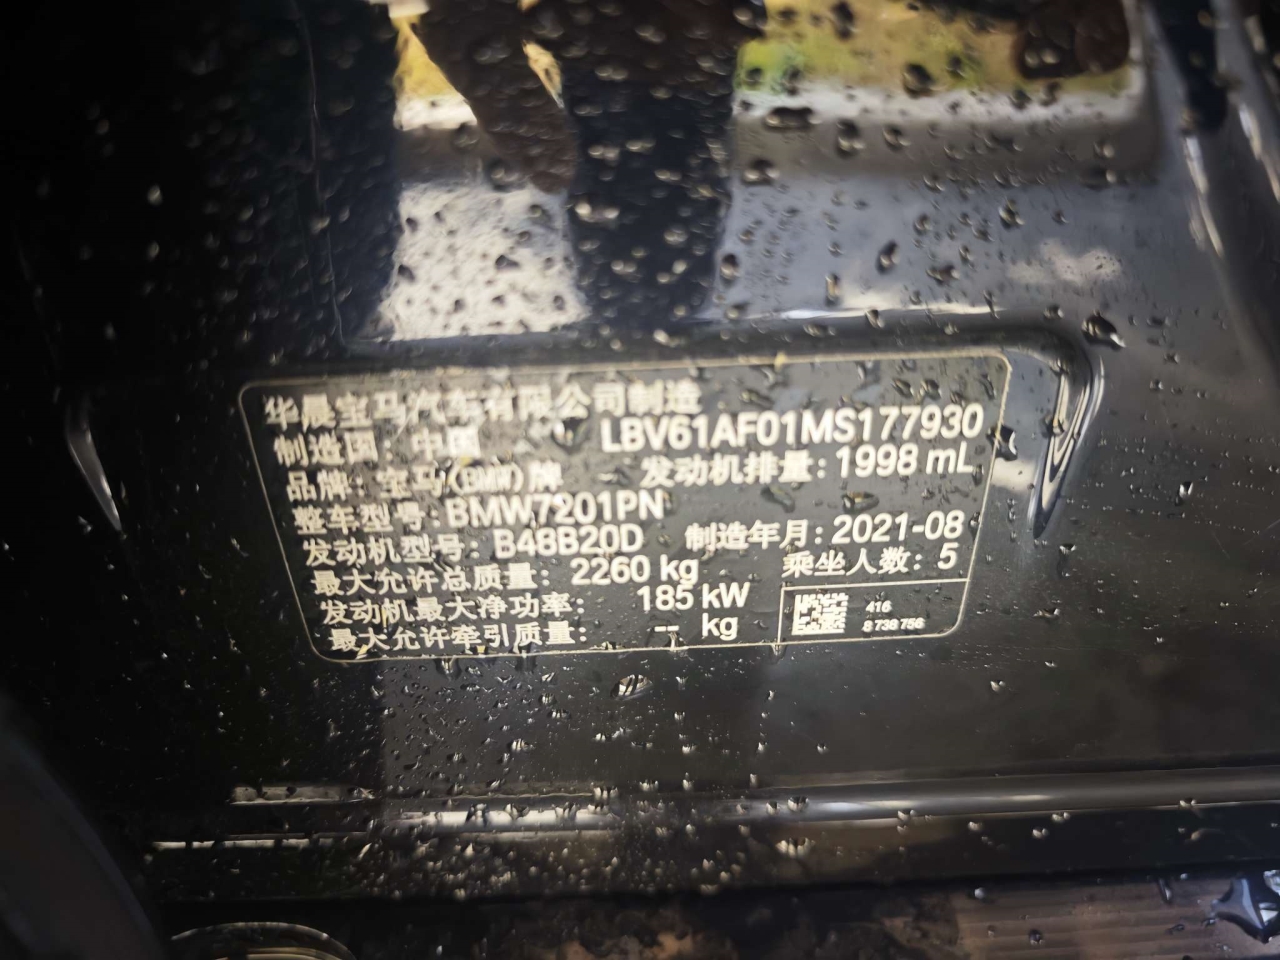 华晨宝马汽车有限公司制造
制造国: 中国 LBV61AF01MS177930
品牌: 宝马(BMW)牌 发动机排量: 1998 mL
整车型号: BMW7201PN
发动机型号: B48B20D 制造年月: 2021-08
最大允许总质量: 2260 kg 乘坐人数: 5
发动机最大净功率: 185 kW
最大允许牵引质量: -- kg
416
8 738 756